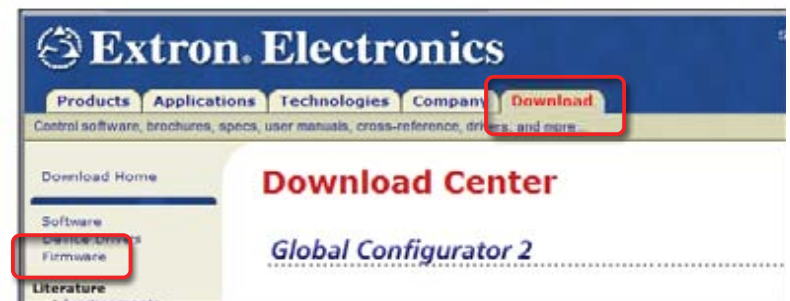 Extron. Electronics
Products Applications Technologies Company Download
Control software, brochures, specs, user manuals, cross-reference, drivers, and more...
Download Home
Download Center
Software
Device Drivers
Firmware
Global Configurator 2
Literature